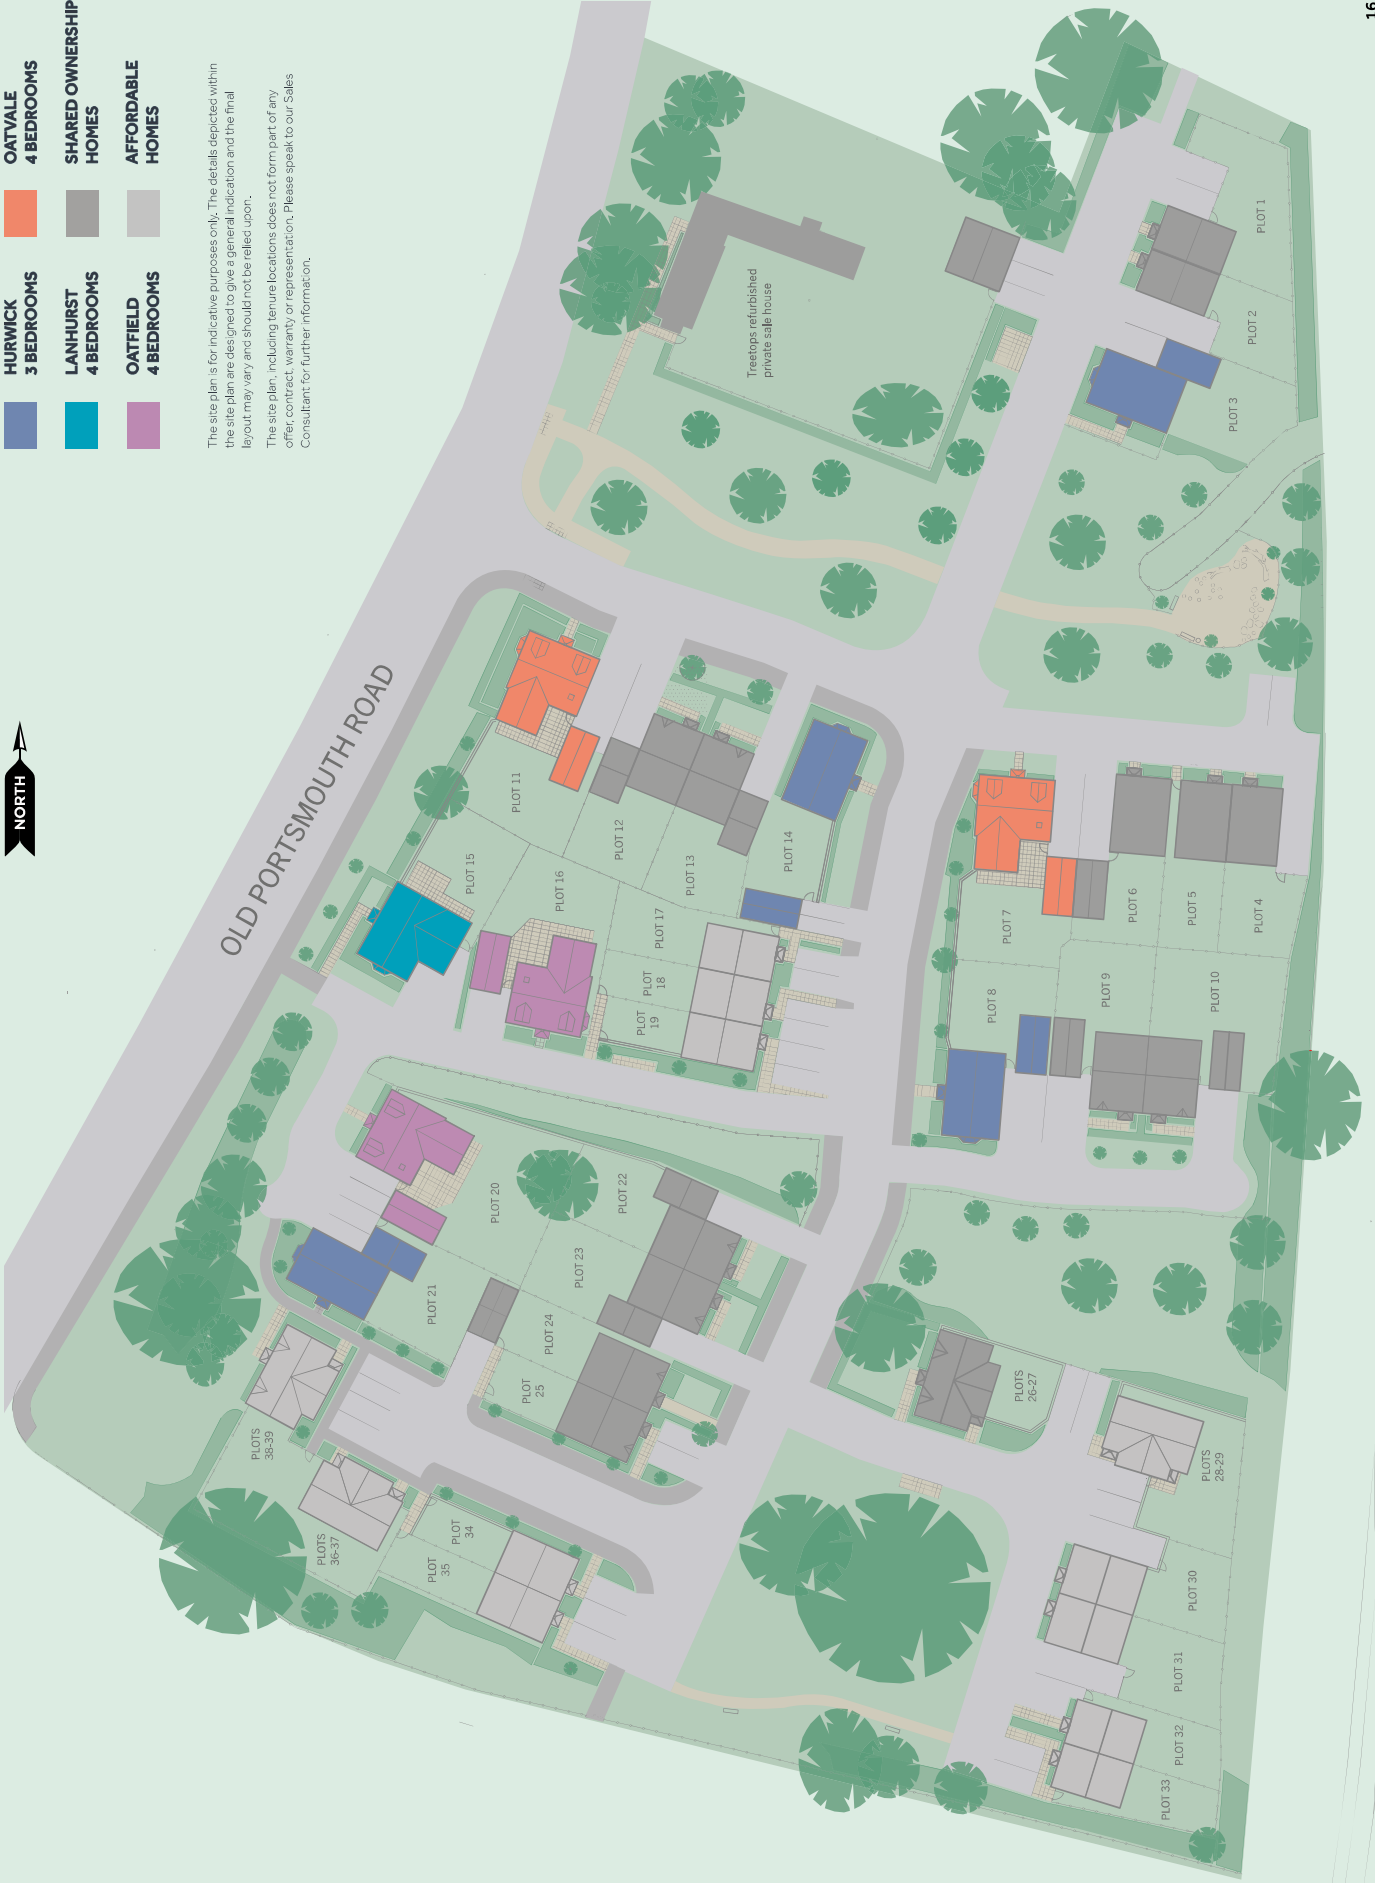 HURWICK
3 BEDROOMS
LANHURST
4 BEDROOMS
OATFIELD
4 BEDROOMS
OATVALE
4 BEDROOMS
SHARED OWNERSHIP
HOMES
AFFORDABLE
HOMES
The site plan is for indicative purposes only. The details depicted within
the site plan are designed to give a general indication and the final
layout may vary and should not be relied upon.
The site plan, including tenure locations does not form part of any
offer, contract, warranty or representation. Please speak to our Sales
Consultant for further information.
NORTH
OLD PORTSMOUTH ROAD
Treetops refurbished
private sale house
PLOT 1
PLOT 2
PLOT 3
PLOT 4
PLOT 5
PLOT 6
PLOT 7
PLOT 8
PLOT 9
PLOT 10
PLOT 11
PLOT 12
PLOT 13
PLOT 14
PLOT 15
PLOT 16
PLOT 17
PLOT
18
PLOT
19
PLOT 20
PLOT 21
PLOT 22
PLOT 23
PLOT 24
PLOT
25
PLOTS
26-27
PLOTS
28-29
PLOT 30
PLOT 31
PLOT 32
PLOT 33
PLOT
34
PLOT
35
PLOTS
36-37
PLOTS
38-39
16